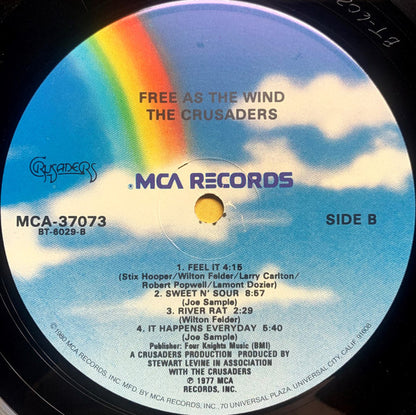 FREE AS THE WIND
THE CRUSADERS
CRUSADERS
MCA RECORDS
MCA-37073
BT-6029-B
SIDE B
1. FEEL IT 4:15
(Stix Hooper/Wilton Felder/Larry Carlton/
Robert Popwell/Lamont Dozier)
2. SWEET N' SOUR 8:57
(Joe Sample)
3. RIVER RAT 2:29
(Wilton Felder)
4. IT HAPPENS EVERYDAY 5:40
(Joe Sample)
Publisher: Four Knights Music (BMI)
A CRUSADERS PRODUCTION PRODUCED BY
STEWART LEVINE IN ASSOCIATION
WITH THE CRUSADERS
℗ 1977 MCA
RECORDS, INC.
©1980 MCA RECORDS, INC. MFG. BY MCA RECORDS, INC., 70 UNIVERSAL PLAZA, UNIVERSAL CITY, CALIF. 91608